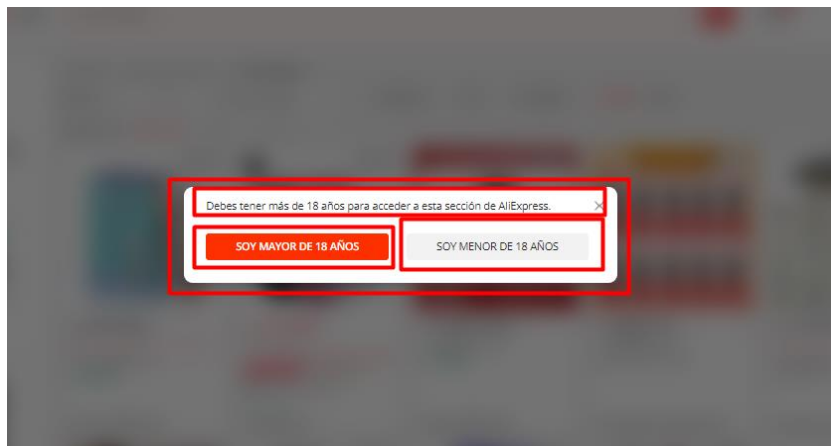 Debes tener más de 18 años para acceder a esta sección de AliExpress.
SOY MAYOR DE 18 AÑOS
SOY MENOR DE 18 AÑOS